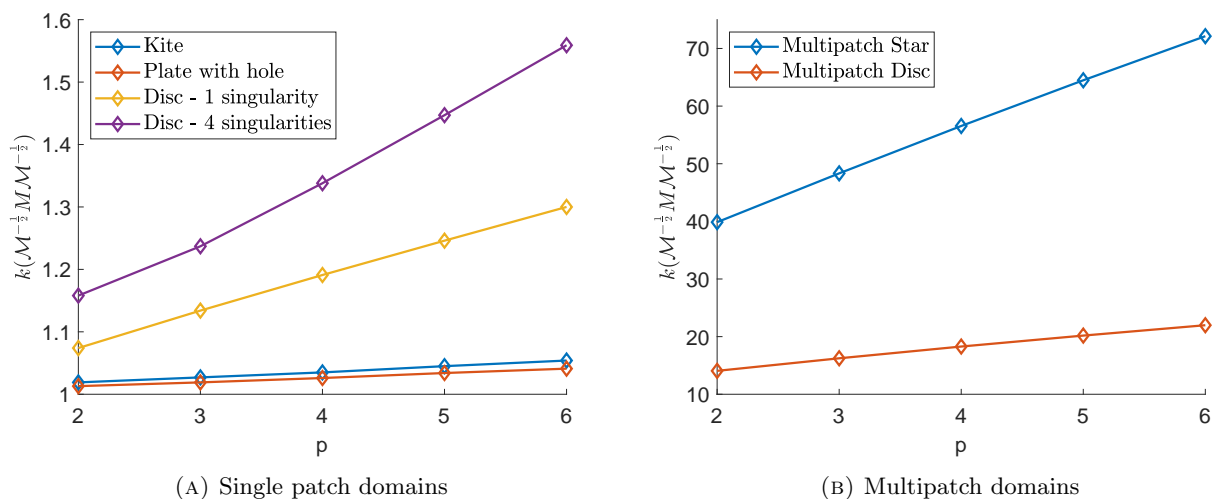 1.6
1.5
1.4
1.3
1.2
1.1
1
k(𝓜^{-1/2} M 𝓜^{-1/2})
Kite
Plate with hole
Disc - 1 singularity
Disc - 4 singularities
2 3 4 5 6
p
(A) Single patch domains
70
60
50
40
30
20
10
k(𝓜^{-1/2} M 𝓜^{-1/2})
Multipatch Star
Multipatch Disc
2 3 4 5 6
p
(B) Multipatch domains